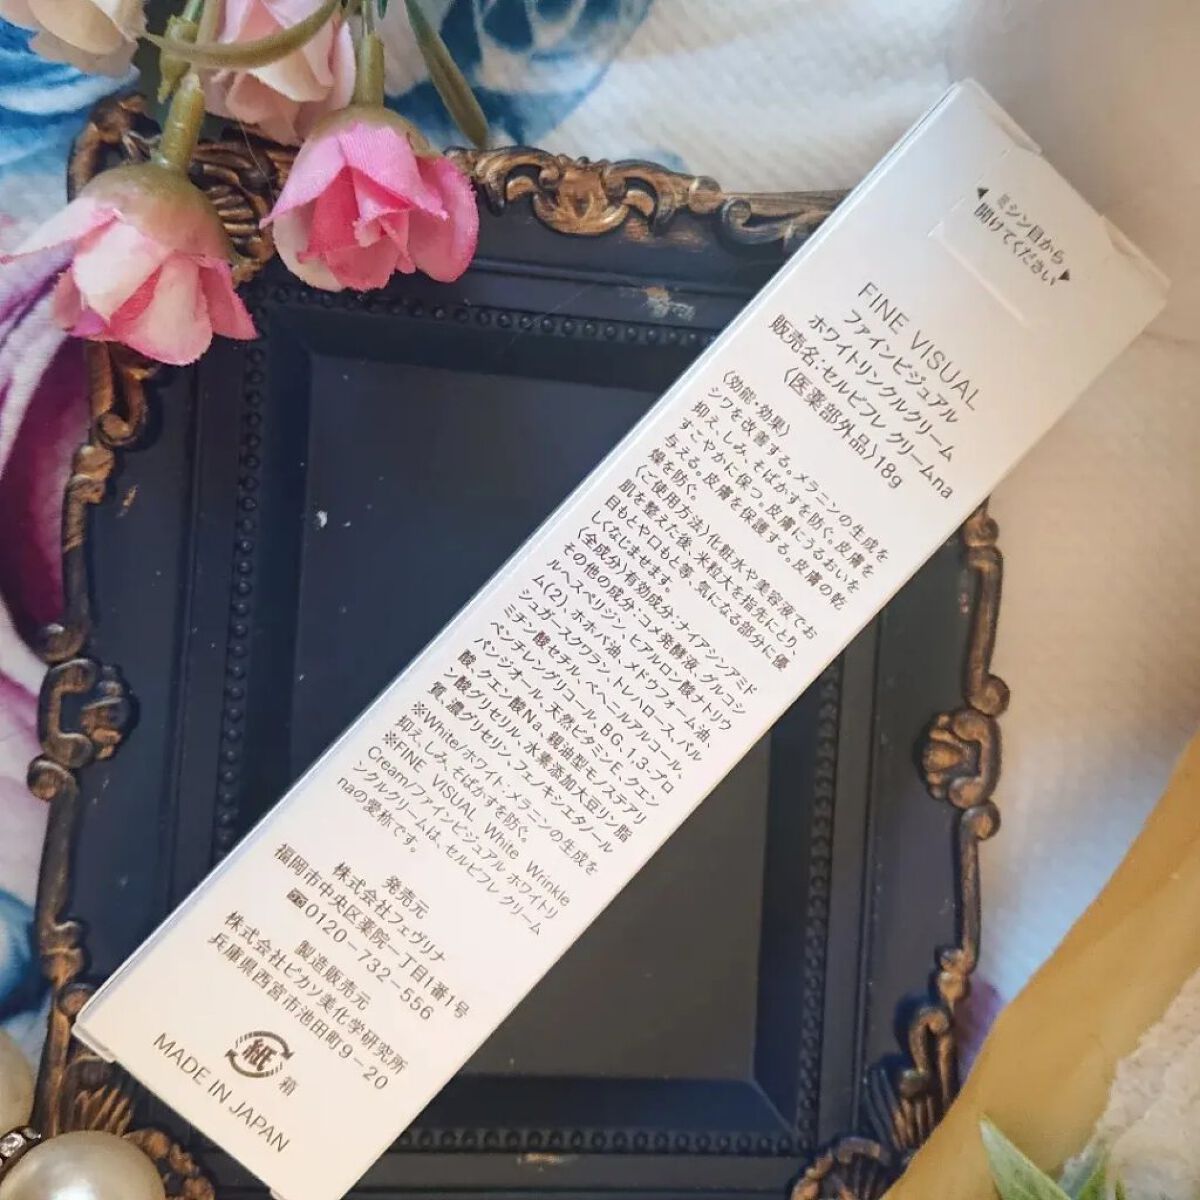 ◀ミシン目から
開けてください▶
FINE VISUAL
ファインビジュアル
ホワイトリンクルクリーム
販売名:セルピフレ クリームna
〈医薬部外品〉18g
〈効能・効果〉
シワを改善する。メラニンの生成を
抑え、しみ、そばかすを防ぐ。皮膚を
すこやかに保つ。皮膚にうるおいを
与える。皮膚を保護する。皮膚の乾
燥を防ぐ。
〈ご使用方法〉化粧水や美容液でお
肌を整えた後、米粒大を指先にとり、
目もとや口もと等、気になる部分に優
しくなじませます。
〈全成分〉有効成分:ナイアシンアミド
その他の成分:コメ発酵液、グルコシ
ルヘスペリジン、ヒアルロン酸ナトリウ
ム(2)、ホホバ油、メドウフォーム油、
シュガースクワラン、トレハロース、パル
ミチン酸セチル、ベヘニルアルコール、
ペンチレングリコール、BG、1,3-プロ
パンジオール、天然ビタミンE、クエン
酸、クエン酸Na、親油型モノステアリ
ン酸グリセリル、水素添加大豆リン脂
質、濃グリセリン、フェノキシエタノール
※White/ホワイト:メラニンの生成を
抑え、しみ、そばかすを防ぐ。
※FINE VISUAL White Wrinkle
Cream/ファインビジュアル ホワイトリ
ンクルクリームは、セルピフレ クリーム
naの愛称です。
発売元
株式会社フェヴリナ
福岡市中央区薬院一丁目1番1号
0120-732-556
製造販売元
株式会社ピカソ美化学研究所
兵庫県西宮市池田町9-20
紙
箱
MADE IN JAPAN